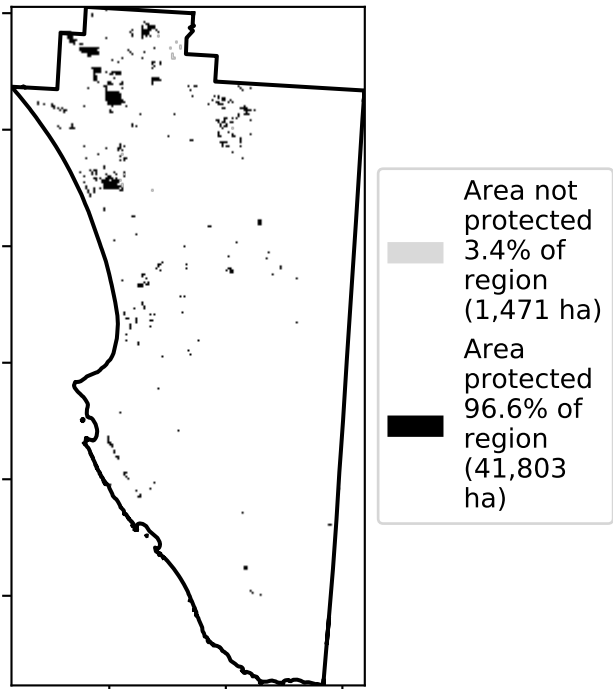 Area not
protected
3.4% of
region
(1,471 ha)
Area
protected
96.6% of
region
(41,803
ha)